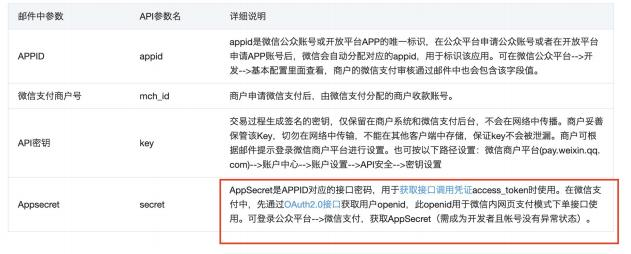 邮件中参数 API参数名 详细说明
appid是微信公众账号或开放平台APP的唯一标识，在公众平台申请公众账号或者在开放平台
申请APP账号后，微信会自动分配对应的appid，用于标识该应用。可在微信公众平台-->开
发-->基本配置里面查看，商户的微信支付审核通过邮件中也会包含该字段值。
APPID appid
微信支付商户号 mch_id 商户申请微信支付后，由微信支付分配的商户收款账号。
交易过程生成签名的密钥，仅保留在商户系统和微信支付后台，不会在网络中传播。商户妥善
保管该Key，切勿在网络中传输，不能在其他客户端中存储，保证key不会被泄漏。商户可根
据邮件提示登录微信商户平台进行设置。也可按以下路径设置：微信商户平台(pay.weixin.qq.
com)-->账户中心-->账户设置-->API安全-->密钥设置
API密钥 key
AppSecret是APPID对应的接口密码，用于获取接口调用凭证access_token时使用。在微信支
付中，先通过OAuth2.0接口获取用户openid，此openid用于微信内网页支付模式下单接口使
用。可登录公众平台-->微信支付，获取AppSecret（需成为开发者且帐号没有异常状态）。
Appsecret secret